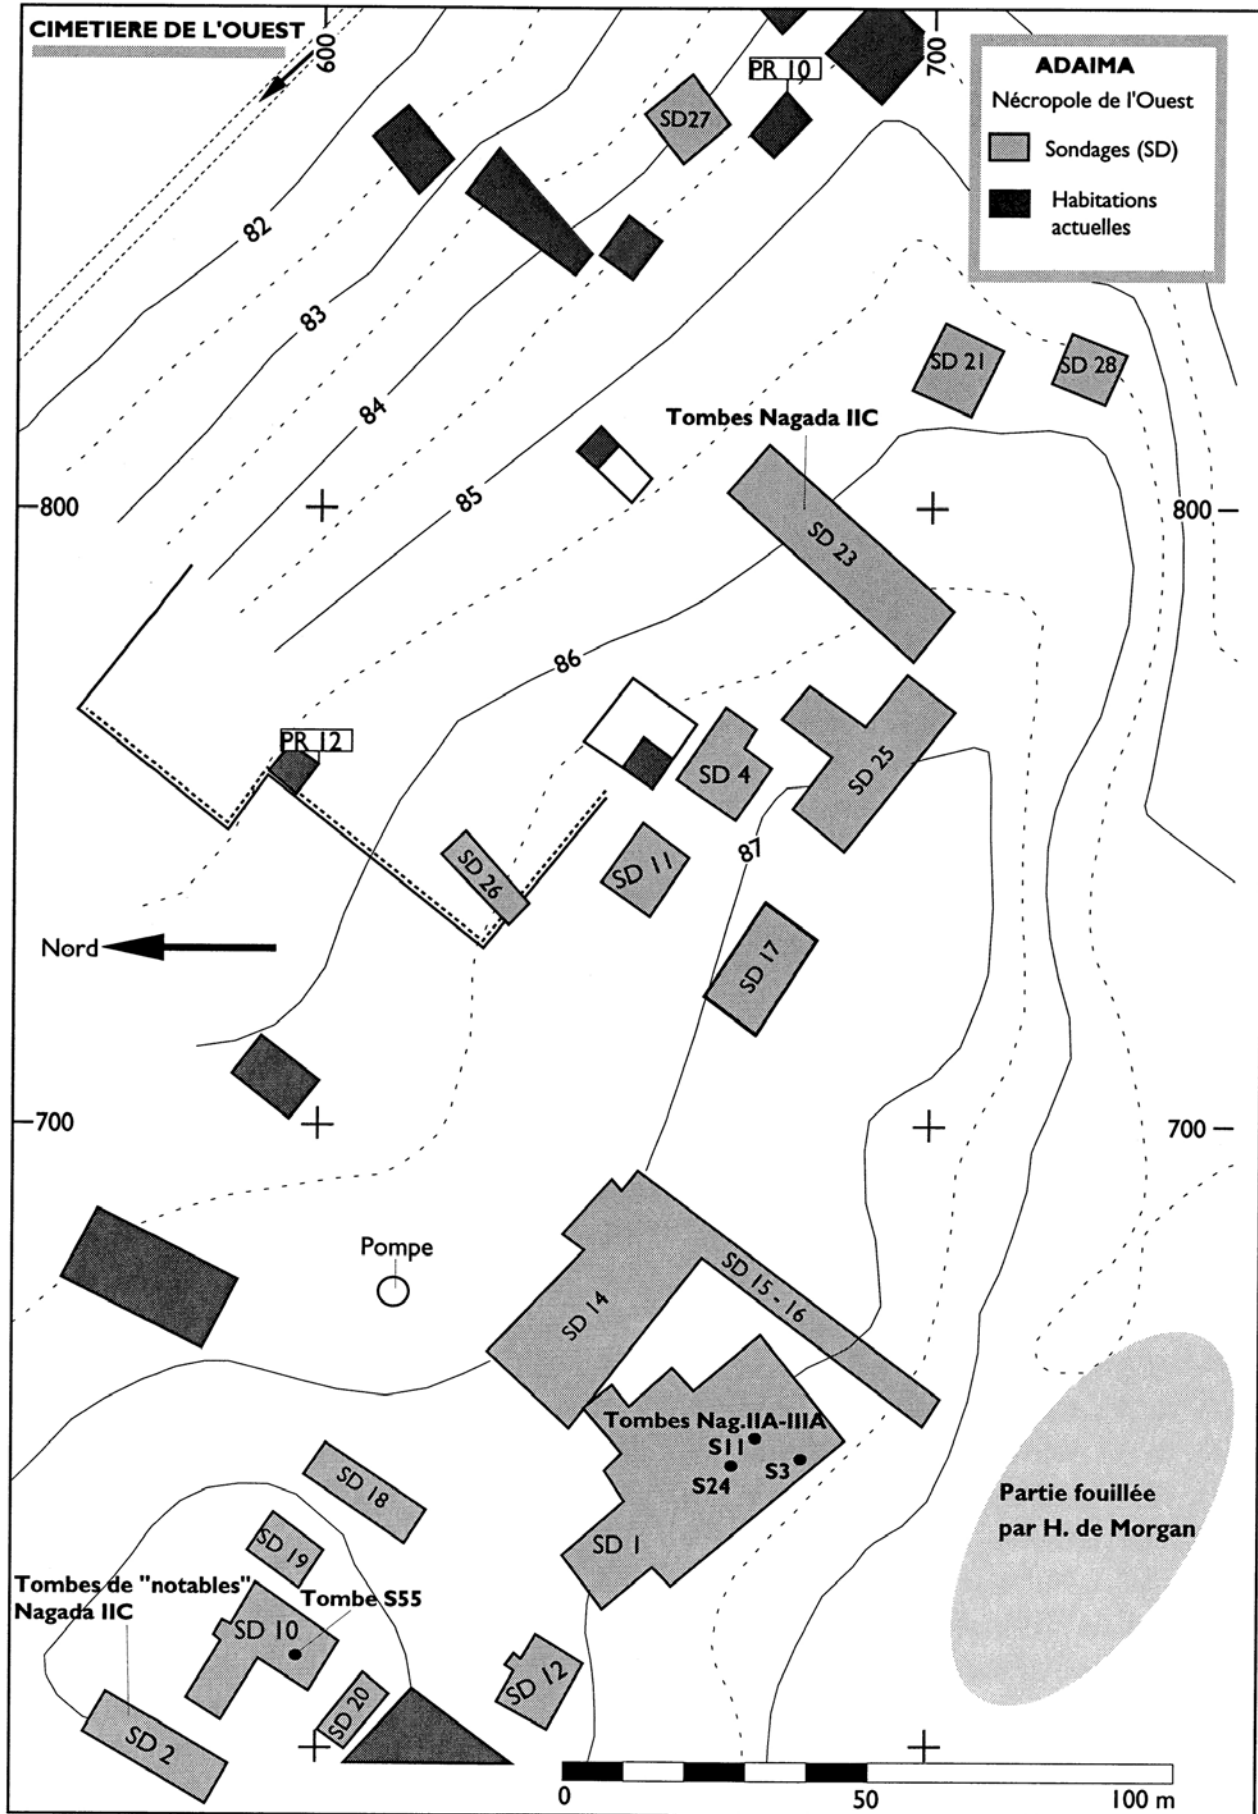 CIMETIERE DE L'OUEST
600
700
PR 10
ADAIMA
Nécropole de l'Ouest
Sondages (SD)
Habitations
actuelles
SD27
82
83
84
85
86
87
SD 21
SD 28
Tombes Nagada IIC
800
800
SD 23
PR 12
SD 4
SD 25
SD 26
SD 11
Nord
SD 17
700
700
Pompe
SD 14
SD 15 - 16
Tombes Nag.IIA-IIIA
S11
S24
S3
SD 1
SD 18
SD 19
Partie fouillée
par H. de Morgan
Tombes de "notables"
Nagada IIC
Tombe S55
SD 10
SD 12
SD 20
SD 2
0
50
100 m